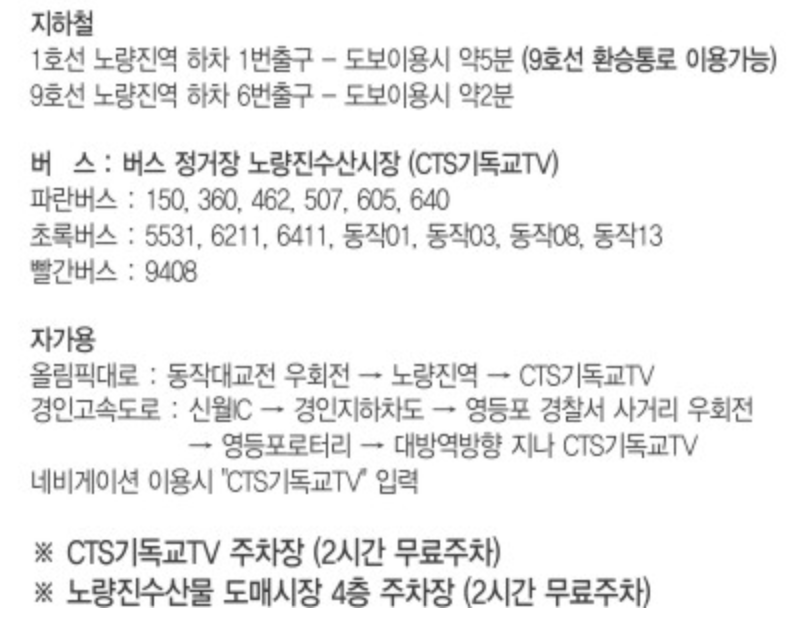 지하철
1호선 노량진역 하차 1번출구 – 도보이용시 약5분 (9호선 환승통로 이용가능)
9호선 노량진역 하차 6번출구 – 도보이용시 약2분
버 스 : 버스 정거장 노량진수산시장 (CTS기독교TV)
파란버스 : 150, 360, 462, 507, 605, 640
초록버스 : 5531, 6211, 6411, 동작01, 동작03, 동작08, 동작13
빨간버스 : 9408
자가용
올림픽대로 : 동작대교전 우회전 → 노량진역 → CTS기독교TV
경인고속도로 : 신월IC → 경인지하차도 → 영등포 경찰서 사거리 우회전
→ 영등포로터리 → 대방역방향 지나 CTS기독교TV
네비게이션 이용시 "CTS기독교TV" 입력
※ CTS기독교TV 주차장 (2시간 무료주차)
※ 노량진수산물 도매시장 4층 주차장 (2시간 무료주차)